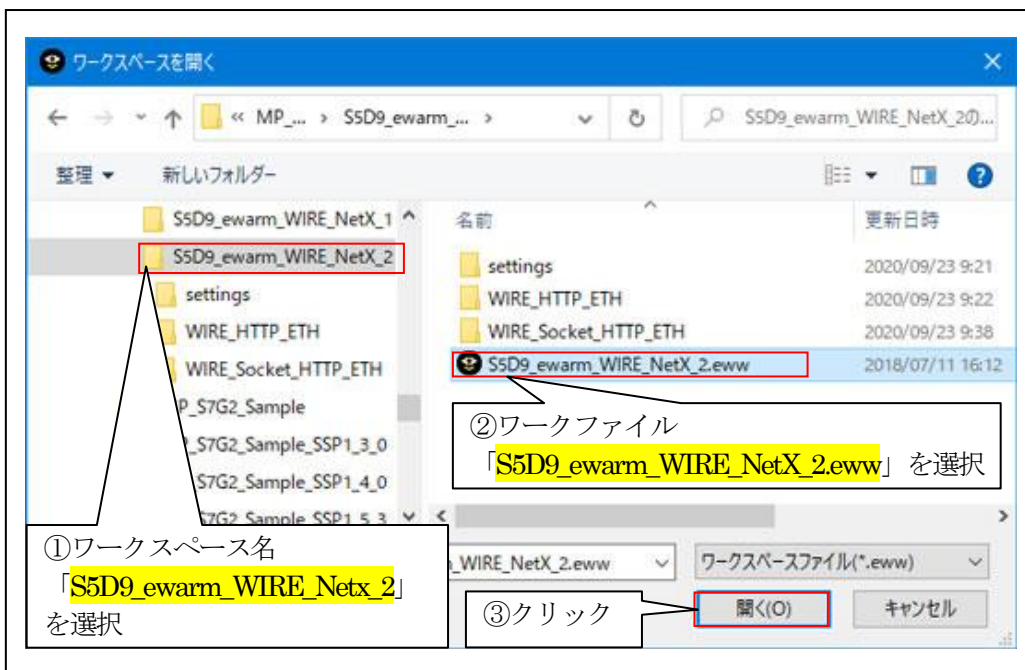 ワークスペースを開く
« MP_... › S5D9_ewarm_... ›
S5D9_ewarm_WIRE_NetX_2の...
整理 新しいフォルダー
S5D9_ewarm_WIRE_NetX_1
S5D9_ewarm_WIRE_NetX_2
settings
WIRE_HTTP_ETH
WIRE_Socket_HTTP_ETH
P_S7G2_Sample
_S7G2_Sample_SSP1_3_0
S7G2_Sample_SSP1_4_0
S7G2_Sample_SSP1_5_3
名前 更新日時
settings 2020/09/23 9:21
WIRE_HTTP_ETH 2020/09/23 9:22
WIRE_Socket_HTTP_ETH 2020/09/23 9:38
S5D9_ewarm_WIRE_NetX_2.eww 2018/07/11 16:12
②ワークファイル
「S5D9_ewarm_WIRE_NetX_2.eww」を選択
①ワークスペース名
「S5D9_ewarm_WIRE_Netx_2」
を選択
_WIRE_NetX_2.eww ワークスペースファイル(*.eww)
③クリック
開く(O) キャンセル